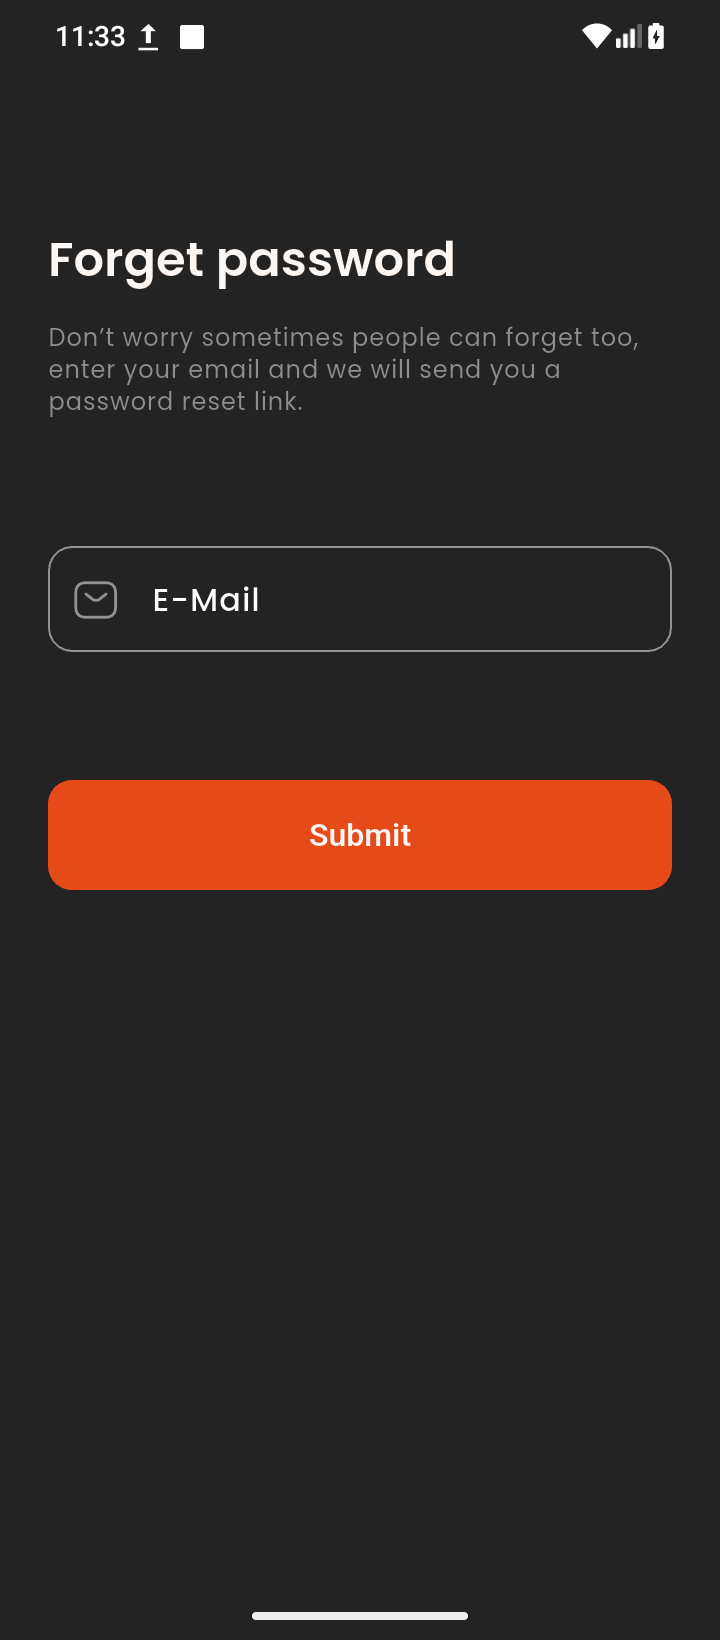 11:33
Forget password
Don’t worry sometimes people can forget too,
enter your email and we will send you a
password reset link.
E-Mail
Submit